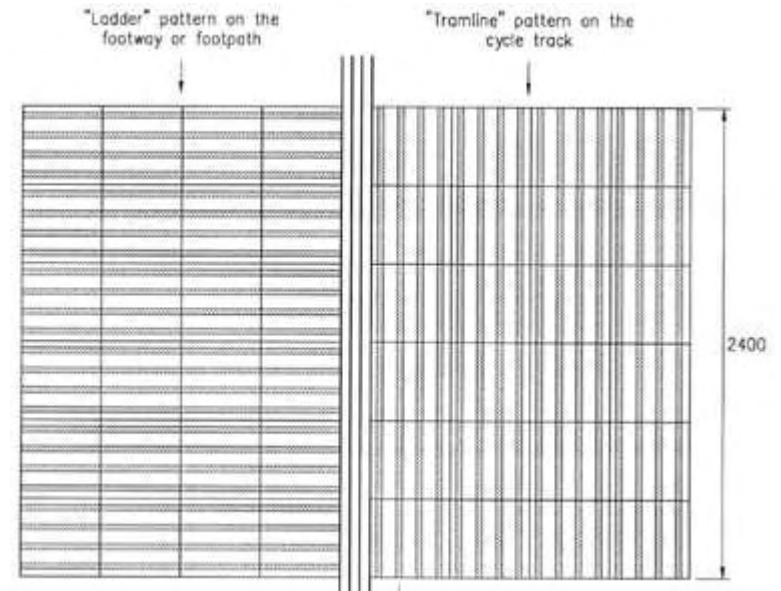 "Ladder" pattern on the
footway or footpath
"Tramline" pattern on the
cycle track
2400